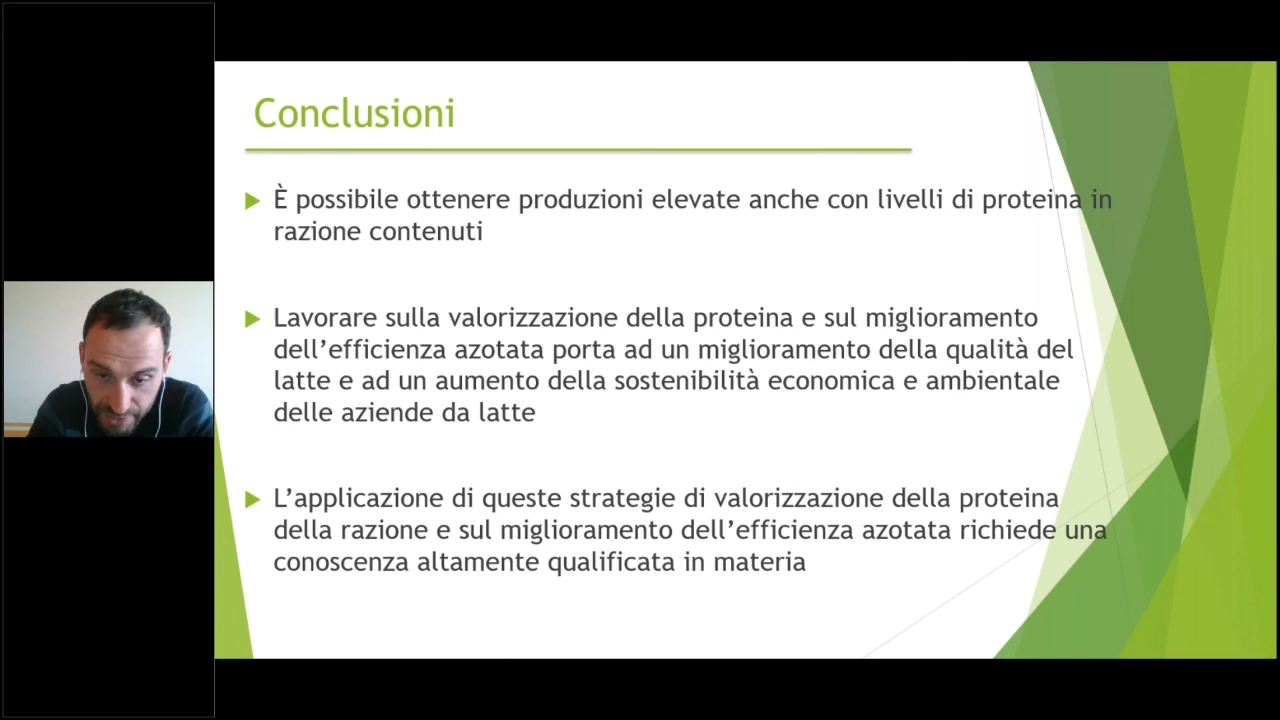 Conclusioni
È possibile ottenere produzioni elevate anche con livelli di proteina in
razione contenuti
Lavorare sulla valorizzazione della proteina e sul miglioramento
dell’efficienza azotata porta ad un miglioramento della qualità del
latte e ad un aumento della sostenibilità economica e ambientale
delle aziende da latte
L’applicazione di queste strategie di valorizzazione della proteina
della razione e sul miglioramento dell’efficienza azotata richiede una
conoscenza altamente qualificata in materia